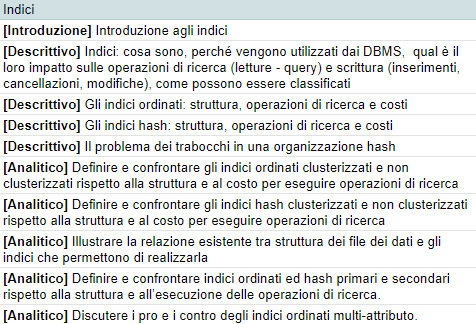 Indici
[Introduzione] Introduzione agli indici
[Descrittivo] Indici: cosa sono, perché vengono utilizzati dai DBMS, qual è il
loro impatto sulle operazioni di ricerca (letture - query) e scrittura (inserimenti,
cancellazioni, modifiche), come possono essere classificati
[Descrittivo] Gli indici ordinati: struttura, operazioni di ricerca e costi
[Descrittivo] Gli indici hash: struttura, operazioni di ricerca e costi
[Descrittivo] Il problema dei trabocchi in una organizzazione hash
[Analitico] Definire e confrontare gli indici ordinati clusterizzati e non
clusterizzati rispetto alla struttura e al costo per eseguire operazioni di ricerca
[Analitico] Definire e confrontare gli indici hash clusterizzati e non clusterizzati
rispetto alla struttura e al costo per eseguire operazioni di ricerca
[Analitico] Illustrare la relazione esistente tra struttura dei file dei dati e gli
indici che permettono di realizzarla
[Analitico] Definire e confrontare indici ordinati ed hash primari e secondari
rispetto alla struttura e all'esecuzione delle operazioni di ricerca.
[Analitico] Discutere i pro e i contro degli indici ordinati multi-attributo.